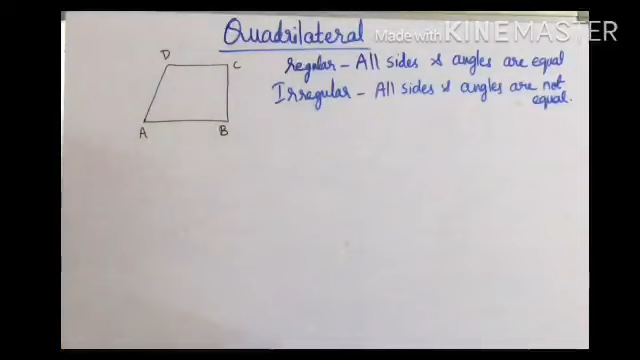 Quadrilateral
Made with KINEMASTER
regular - All sides & angles are equal
Irregular - All sides & angles are not
equal.
D
C
A
B